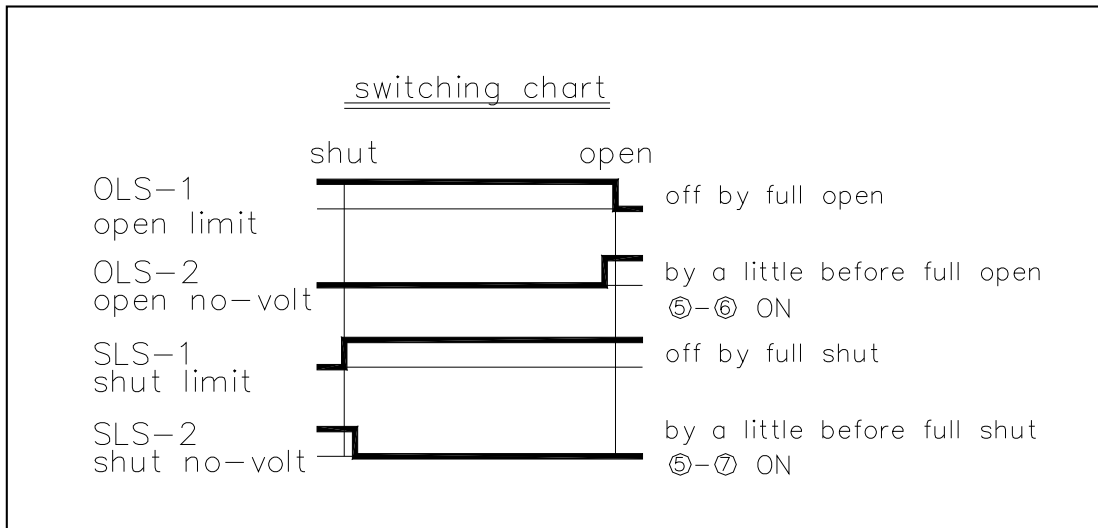 switching chart
shut open
OLS-1
open limit
off by full open
OLS-2
open no-volt
by a little before full open
⑤-⑥ ON
SLS-1
shut limit
off by full shut
SLS-2
shut no-volt
by a little before full shut
⑤-⑦ ON